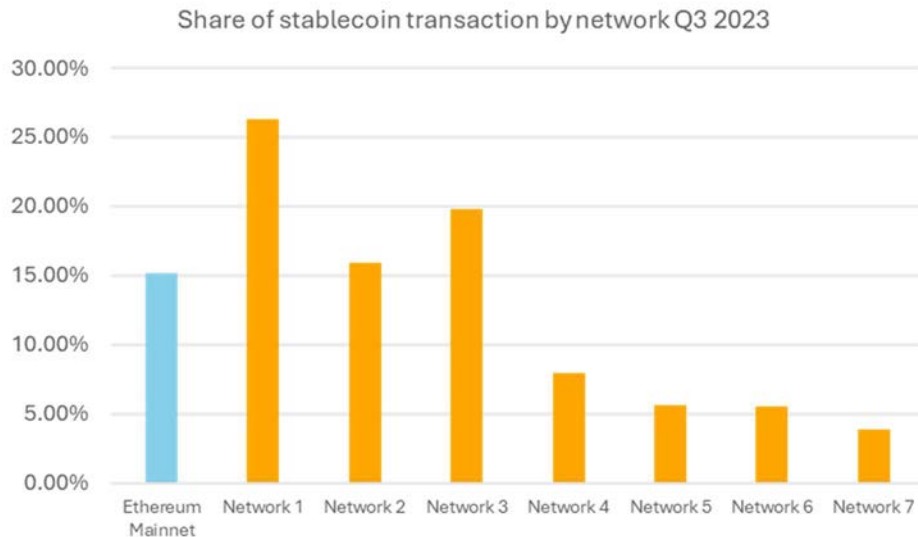 Share of stablecoin transaction by network Q3 2023
30.00%
25.00%
20.00%
15.00%
10.00%
5.00%
0.00%
Ethereum Network 1 Network 2 Network 3 Network 4 Network 5 Network 6 Network 7
Mainnet